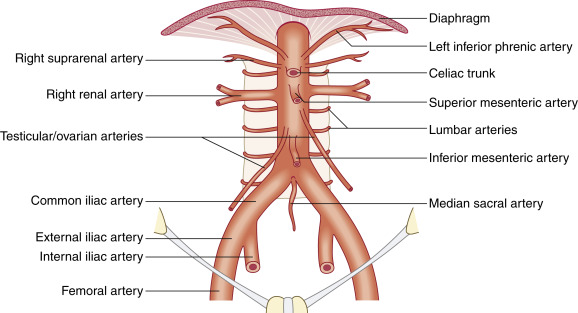 Diaphragm
Left inferior phrenic artery
Right suprarenal artery
Celiac trunk
Right renal artery
Superior mesenteric artery
Lumbar arteries
Testicular/ovarian arteries
Inferior mesenteric artery
Common iliac artery
Median sacral artery
External iliac artery
Internal iliac artery
Femoral artery